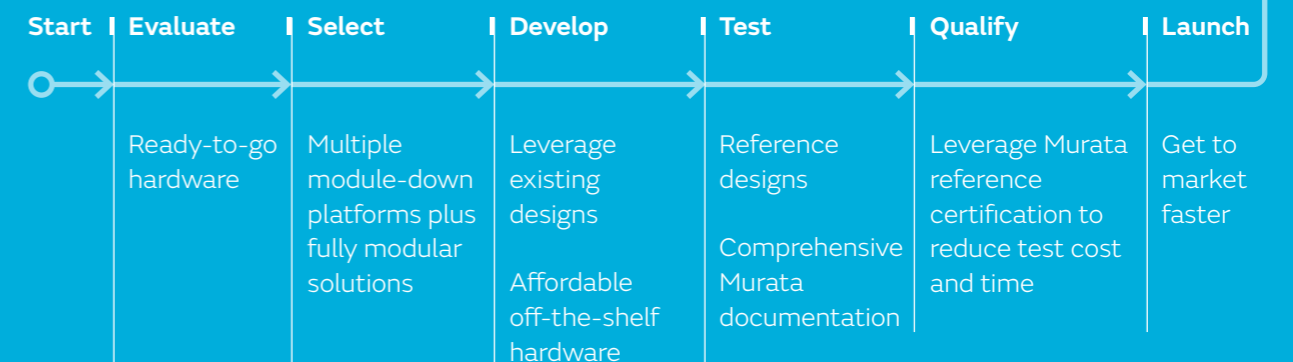 Start
Evaluate
Select
Develop
Test
Qualify
Launch
Ready-to-go
hardware
Multiple
module-down
platforms plus
fully modular
solutions
Leverage
existing
designs
Affordable
off-the-shelf
hardware
Reference
designs
Comprehensive
Murata
documentation
Leverage Murata
reference
certification to
reduce test cost
and time
Get to
market
faster